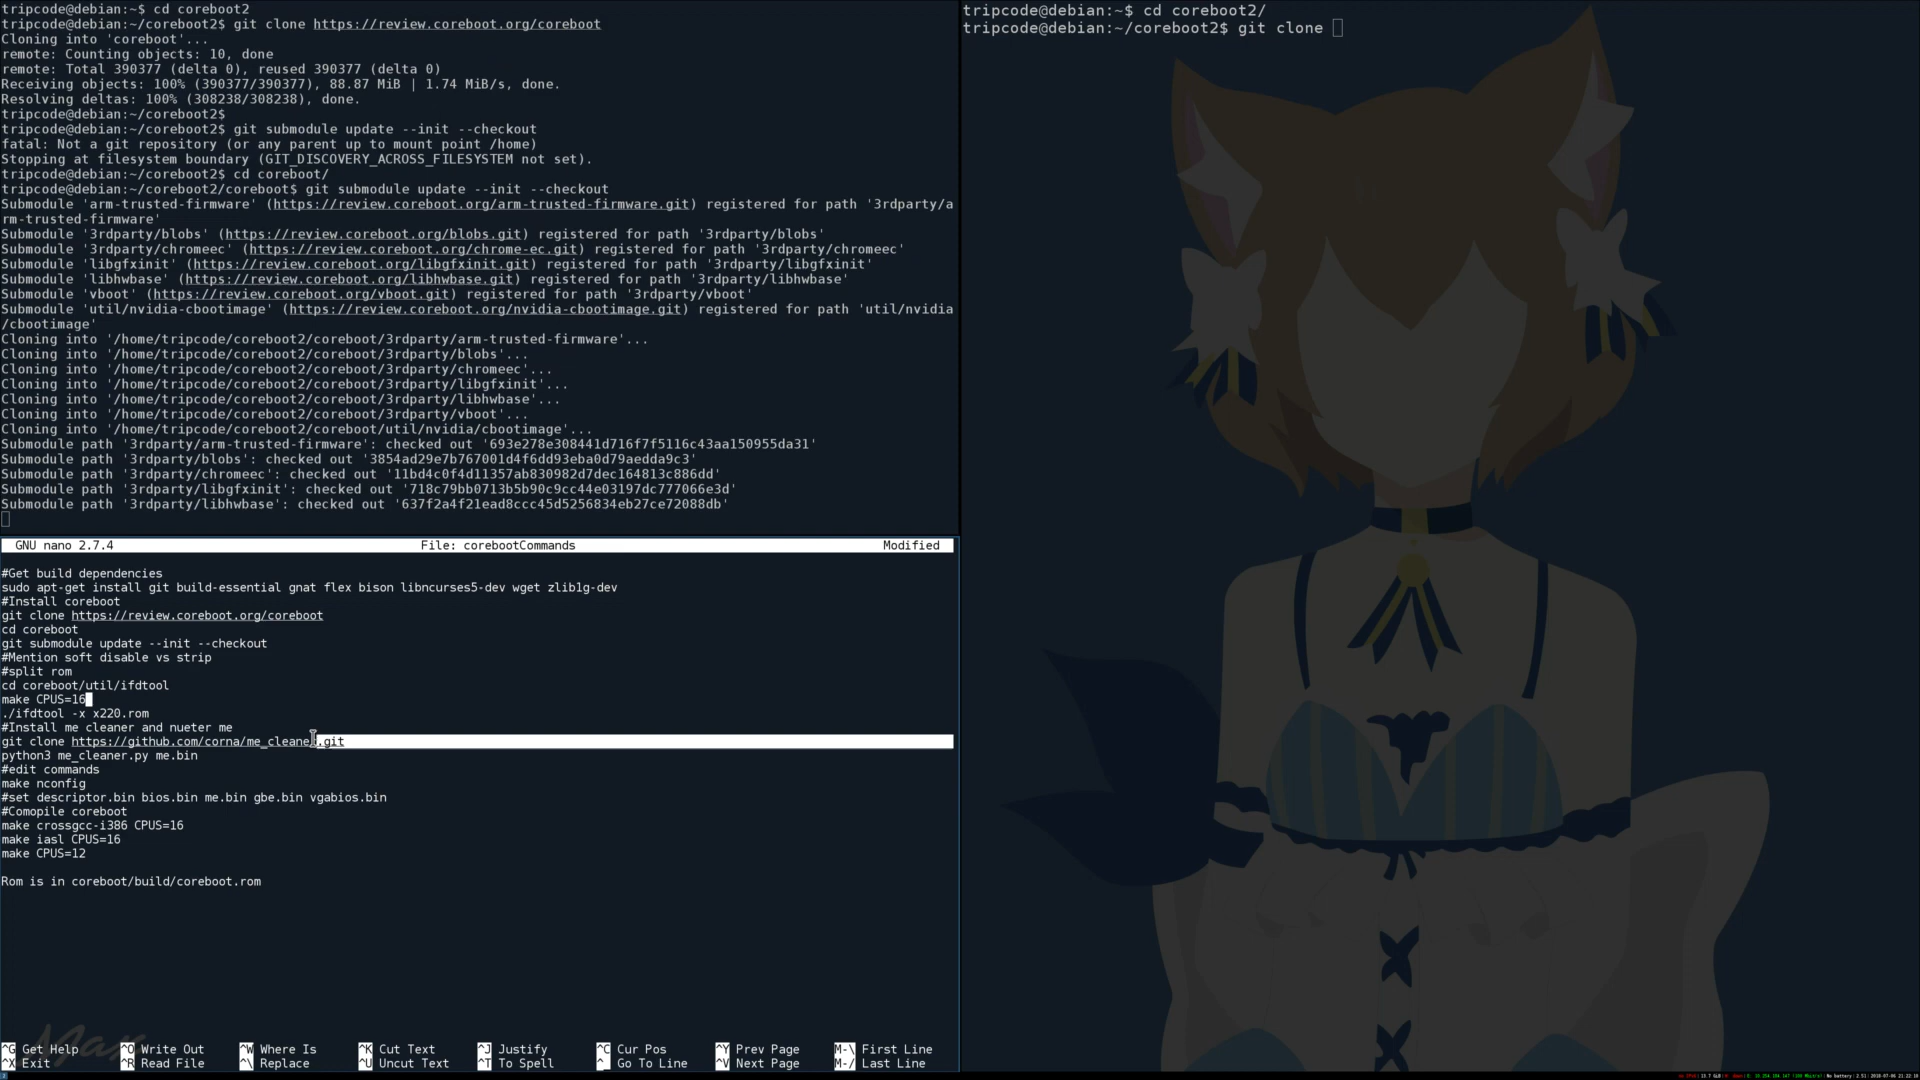 tripcode@debian:~$ cd coreboot2
tripcode@debian:~/coreboot2$ git clone https://review.coreboot.org/coreboot
Cloning into 'coreboot'...
remote: Counting objects: 10, done
remote: Total 390377 (delta 0), reused 390377 (delta 0)
Receiving objects: 100% (390377/390377), 88.87 MiB | 1.74 MiB/s, done.
Resolving deltas: 100% (308238/308238), done.
tripcode@debian:~/coreboot2$
tripcode@debian:~/coreboot2$ git submodule update --init --checkout
fatal: Not a git repository (or any parent up to mount point /home)
Stopping at filesystem boundary (GIT_DISCOVERY_ACROSS_FILESYSTEM not set).
tripcode@debian:~/coreboot2$ cd coreboot/
tripcode@debian:~/coreboot2/coreboot$ git submodule update --init --checkout
Submodule 'arm-trusted-firmware' (https://review.coreboot.org/arm-trusted-firmware.git) registered for path '3rdparty/a
rm-trusted-firmware'
Submodule '3rdparty/blobs' (https://review.coreboot.org/blobs.git) registered for path '3rdparty/blobs'
Submodule '3rdparty/chromeec' (https://review.coreboot.org/chrome-ec.git) registered for path '3rdparty/chromeec'
Submodule 'libgfxinit' (https://review.coreboot.org/libgfxinit.git) registered for path '3rdparty/libgfxinit'
Submodule 'libhwbase' (https://review.coreboot.org/libhwbase.git) registered for path '3rdparty/libhwbase'
Submodule 'vboot' (https://review.coreboot.org/vboot.git) registered for path '3rdparty/vboot'
Submodule 'util/nvidia-cbootimage' (https://review.coreboot.org/nvidia-cbootimage.git) registered for path 'util/nvidia
/cbootimage'
Cloning into '/home/tripcode/coreboot2/coreboot/3rdparty/arm-trusted-firmware'...
Cloning into '/home/tripcode/coreboot2/coreboot/3rdparty/blobs'...
Cloning into '/home/tripcode/coreboot2/coreboot/3rdparty/chromeec'...
Cloning into '/home/tripcode/coreboot2/coreboot/3rdparty/libgfxinit'...
Cloning into '/home/tripcode/coreboot2/coreboot/3rdparty/libhwbase'...
Cloning into '/home/tripcode/coreboot2/coreboot/3rdparty/vboot'...
Cloning into '/home/tripcode/coreboot2/coreboot/util/nvidia/cbootimage'...
Submodule path '3rdparty/arm-trusted-firmware': checked out '693e278e308441d716f7f5116c43aa150955da31'
Submodule path '3rdparty/blobs': checked out '3854ad29e7b767001d4f6dd93eba0d79aedda9c3'
Submodule path '3rdparty/chromeec': checked out '11bd4c0f4d11357ab830982d7dec164813c886dd'
Submodule path '3rdparty/libgfxinit': checked out '718c79bb0713b5b90c9cc44e03197dc777066e3d'
Submodule path '3rdparty/libhwbase': checked out '637f2a4f21ead8ccc45d5256834eb27ce72088db'
GNU nano 2.7.4 File: corebootCommands Modified
#Get build dependencies
sudo apt-get install git build-essential gnat flex bison libncurses5-dev wget zlib1g-dev
#Install coreboot
git clone https://review.coreboot.org/coreboot
cd coreboot
git submodule update --init --checkout
#Mention soft disable vs strip
#split rom
cd coreboot/util/ifdtool
make CPUS=16
./ifdtool -x x220.rom
#Install me cleaner and nueter me
git clone https://github.com/corna/me_cleaner.git
python3 me_cleaner.py me.bin
#edit commands
make nconfig
#set descriptor.bin bios.bin me.bin gbe.bin vgabios.bin
#Comopile coreboot
make crossgcc-i386 CPUS=16
make iasl CPUS=16
make CPUS=12
Rom is in coreboot/build/coreboot.rom
^G Get Help ^O Write Out ^W Where Is ^K Cut Text ^J Justify ^C Cur Pos ^Y Prev Page M-\ First Line
^X Exit ^R Read File ^\ Replace ^U Uncut Text ^T To Spell ^_ Go To Line ^V Next Page M-/ Last Line
tripcode@debian:~$ cd coreboot2/
tripcode@debian:~/coreboot2$ git clone